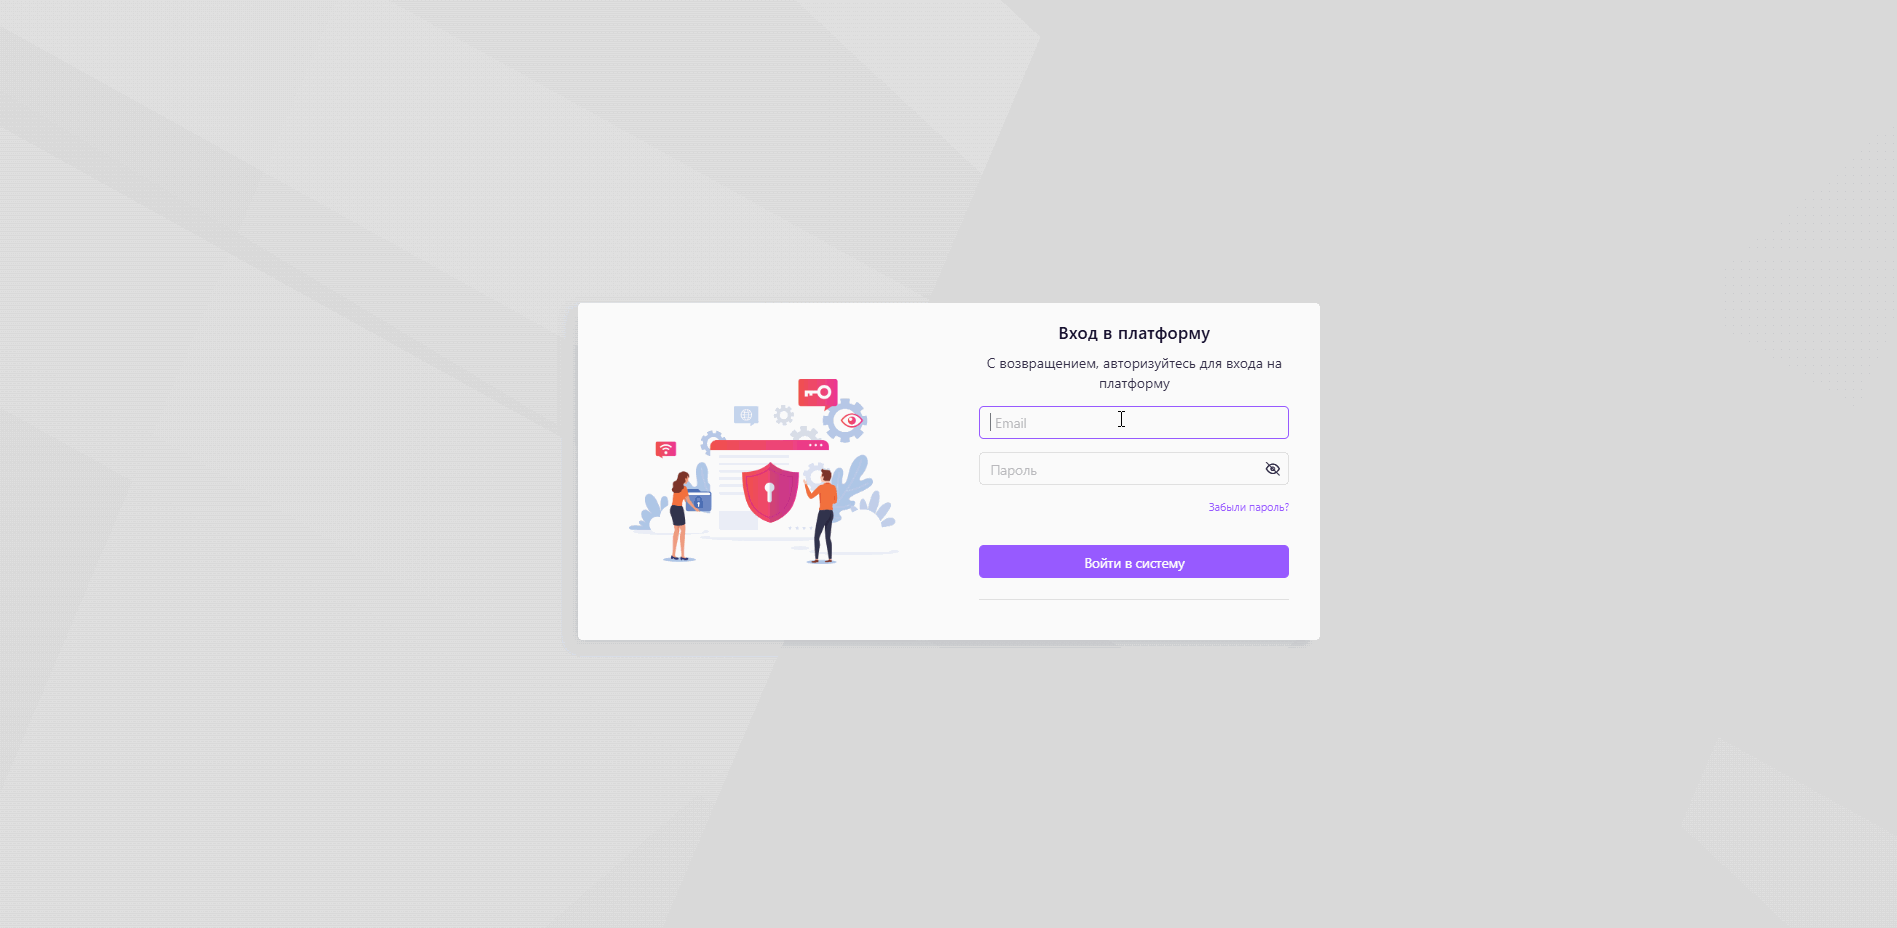 Вход в платформу
С возвращением, авторизуйтесь для входа на
платформу
Email
Пароль
Забыли пароль?
Войти в систему